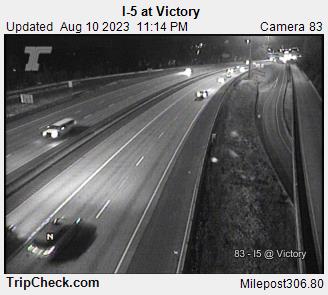 I-5 at Victory
Updated Aug 10 2023 11:14 PM Camera 83
T
N
83 - I5 @ Victory
TripCheck.com Milepost306.80